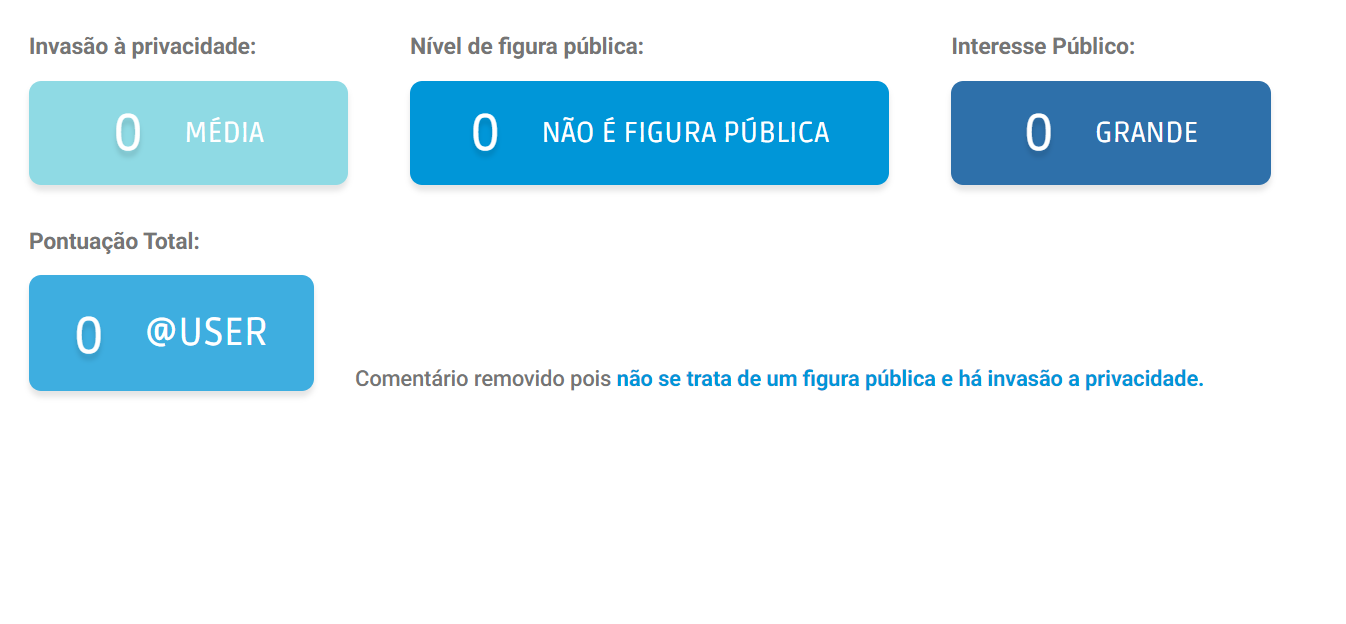 Invasão à privacidade:
Nível de figura pública:
Interesse Público:
0 MÉDIA
0 NÃO É FIGURA PÚBLICA
0 GRANDE
Pontuação Total:
0 @USER
Comentário removido pois não se trata de um figura pública e há invasão a privacidade.